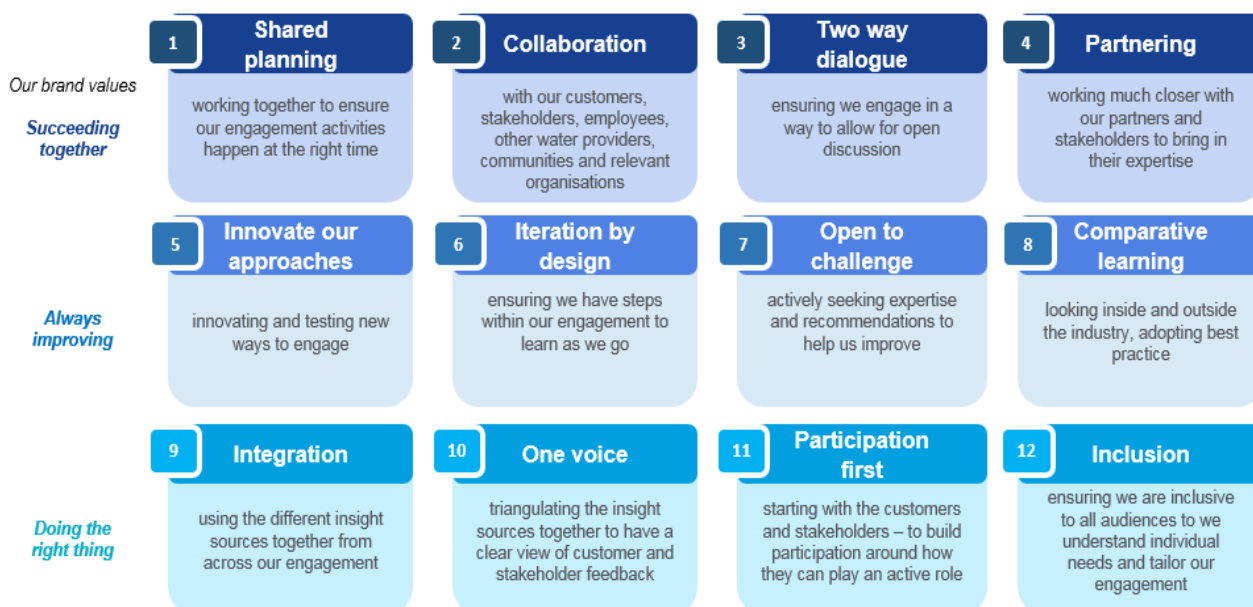 Our brand values
Succeeding
together
1
Shared
planning
working together to ensure
our engagement activities
happen at the right time
2
Collaboration
with our customers,
stakeholders, employees,
other water providers,
communities and relevant
organisations
3
Two way
dialogue
ensuring we engage in a
way to allow for open
discussion
4
Partnering
working much closer with
our partners and
stakeholders to bring in
their expertise
Always
improving
5
Innovate our
approaches
innovating and testing new
ways to engage
6
Iteration by
design
ensuring we have steps
within our engagement to
learn as we go
7
Open to
challenge
actively seeking expertise
and recommendations to
help us improve
8
Comparative
learning
looking inside and outside
the industry, adopting best
practice
Doing the
right thing
9
Integration
using the different insight
sources together from
across our engagement
10
One voice
triangulating the insight
sources together to have a
clear view of customer and
stakeholder feedback
11
Participation
first
starting with the customers
and stakeholders – to build
participation around how
they can play an active role
12
Inclusion
ensuring we are inclusive
to all audiences to we
understand individual
needs and tailor our
engagement